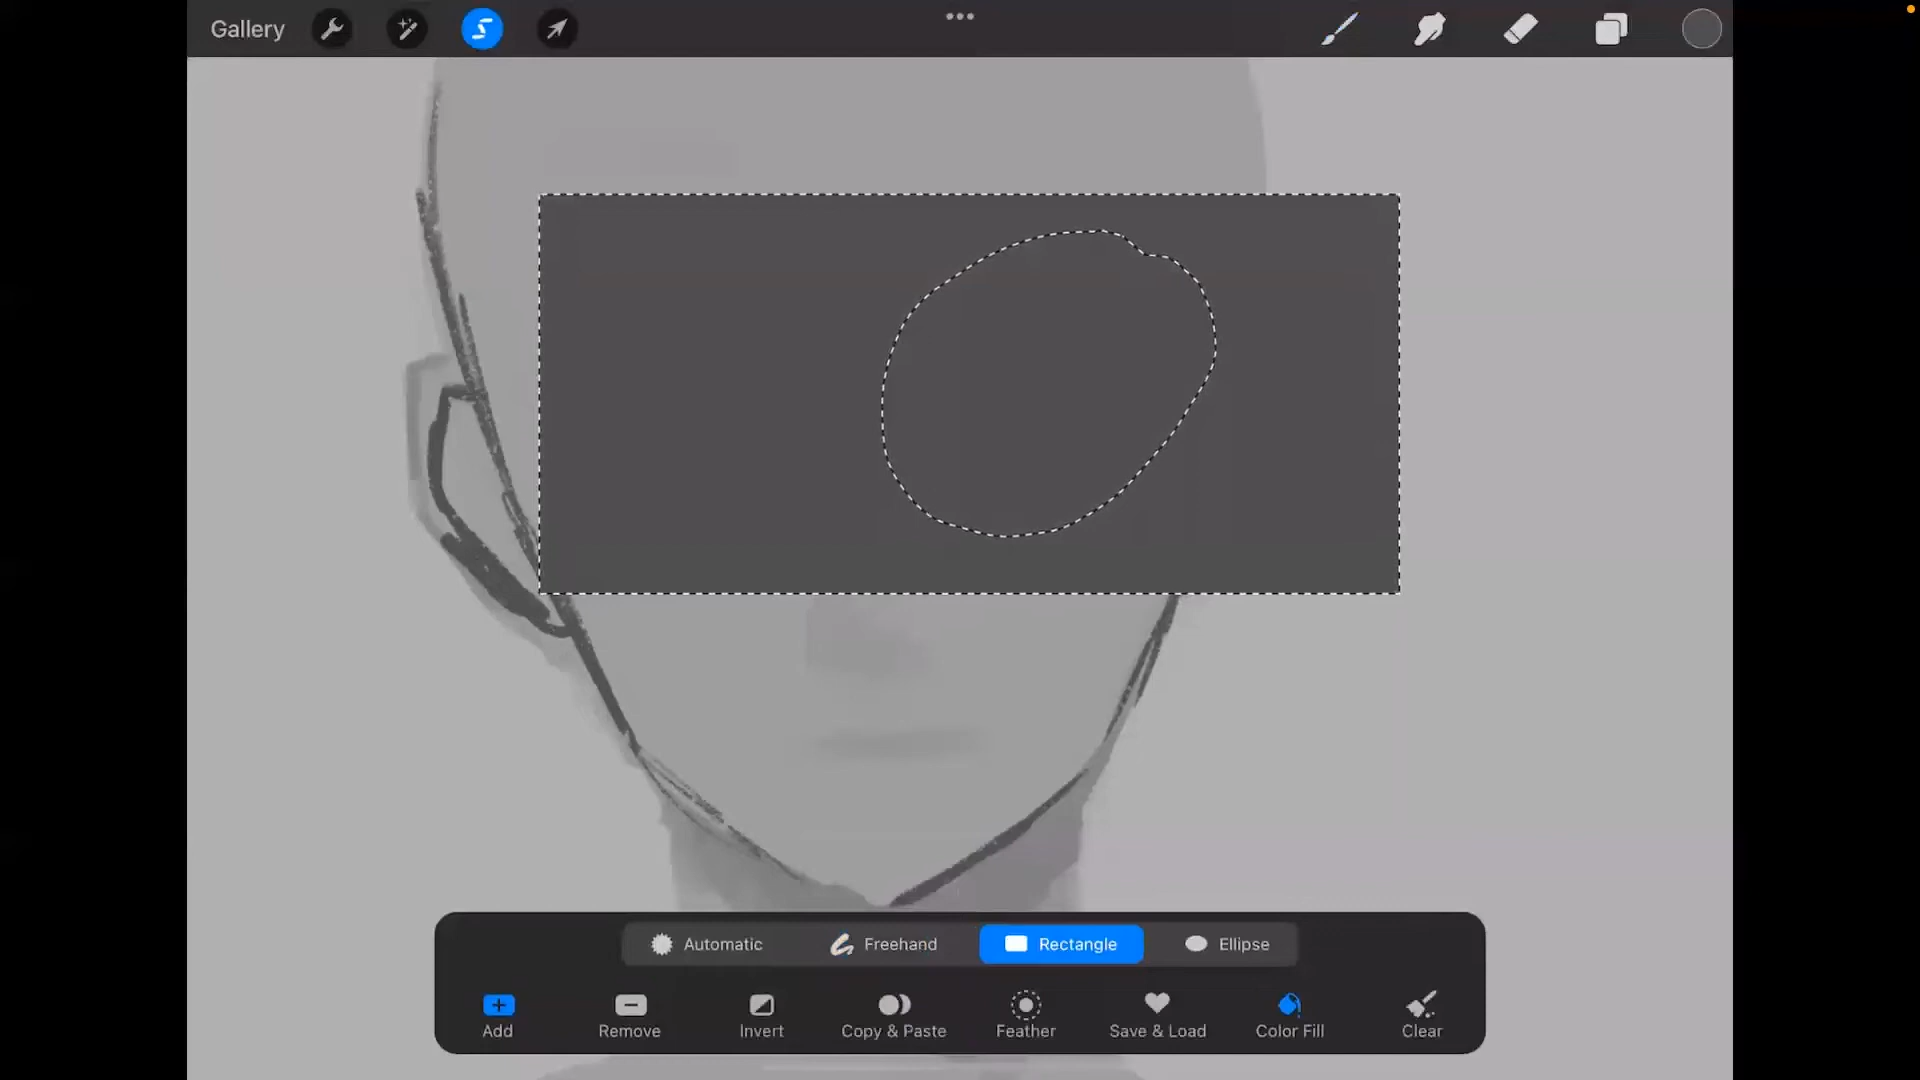 Gallery
Automatic Freehand Rectangle Ellipse
Add Remove Invert Copy & Paste Feather Save & Load Color Fill Clear